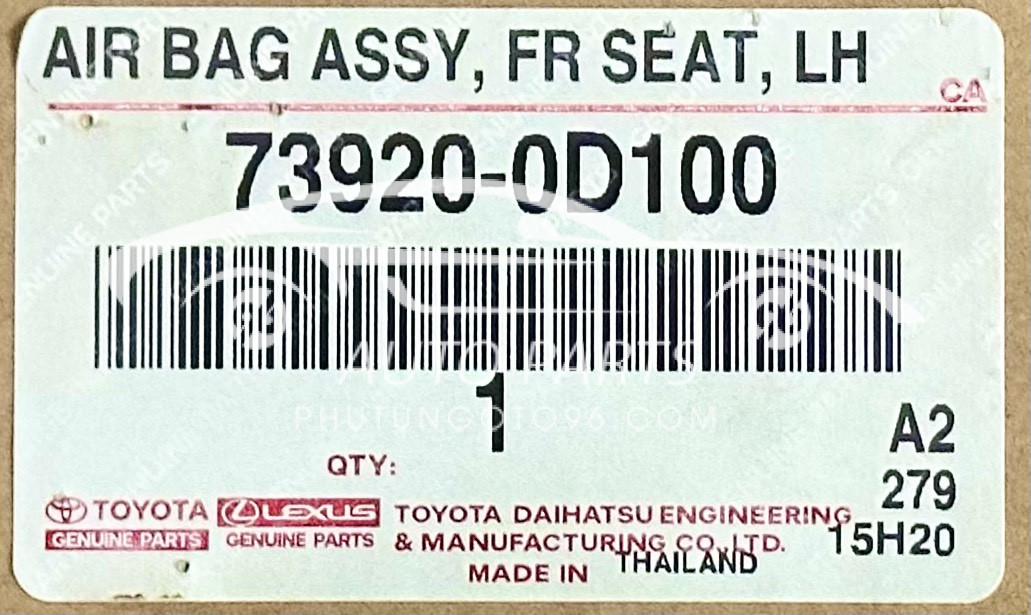 AIR BAG ASSY, FR SEAT, LH
CA
73920-0D100
AUTO PARTS
1
PHUTUNGOTO96.COM
QTY:
A2
279
15H20
TOYOTA
GENUINE PARTS
LEXUS
GENUINE PARTS
TOYOTA DAIHATSU ENGINEERING
& MANUFACTURING CO.,LTD.
MADE IN THAILAND